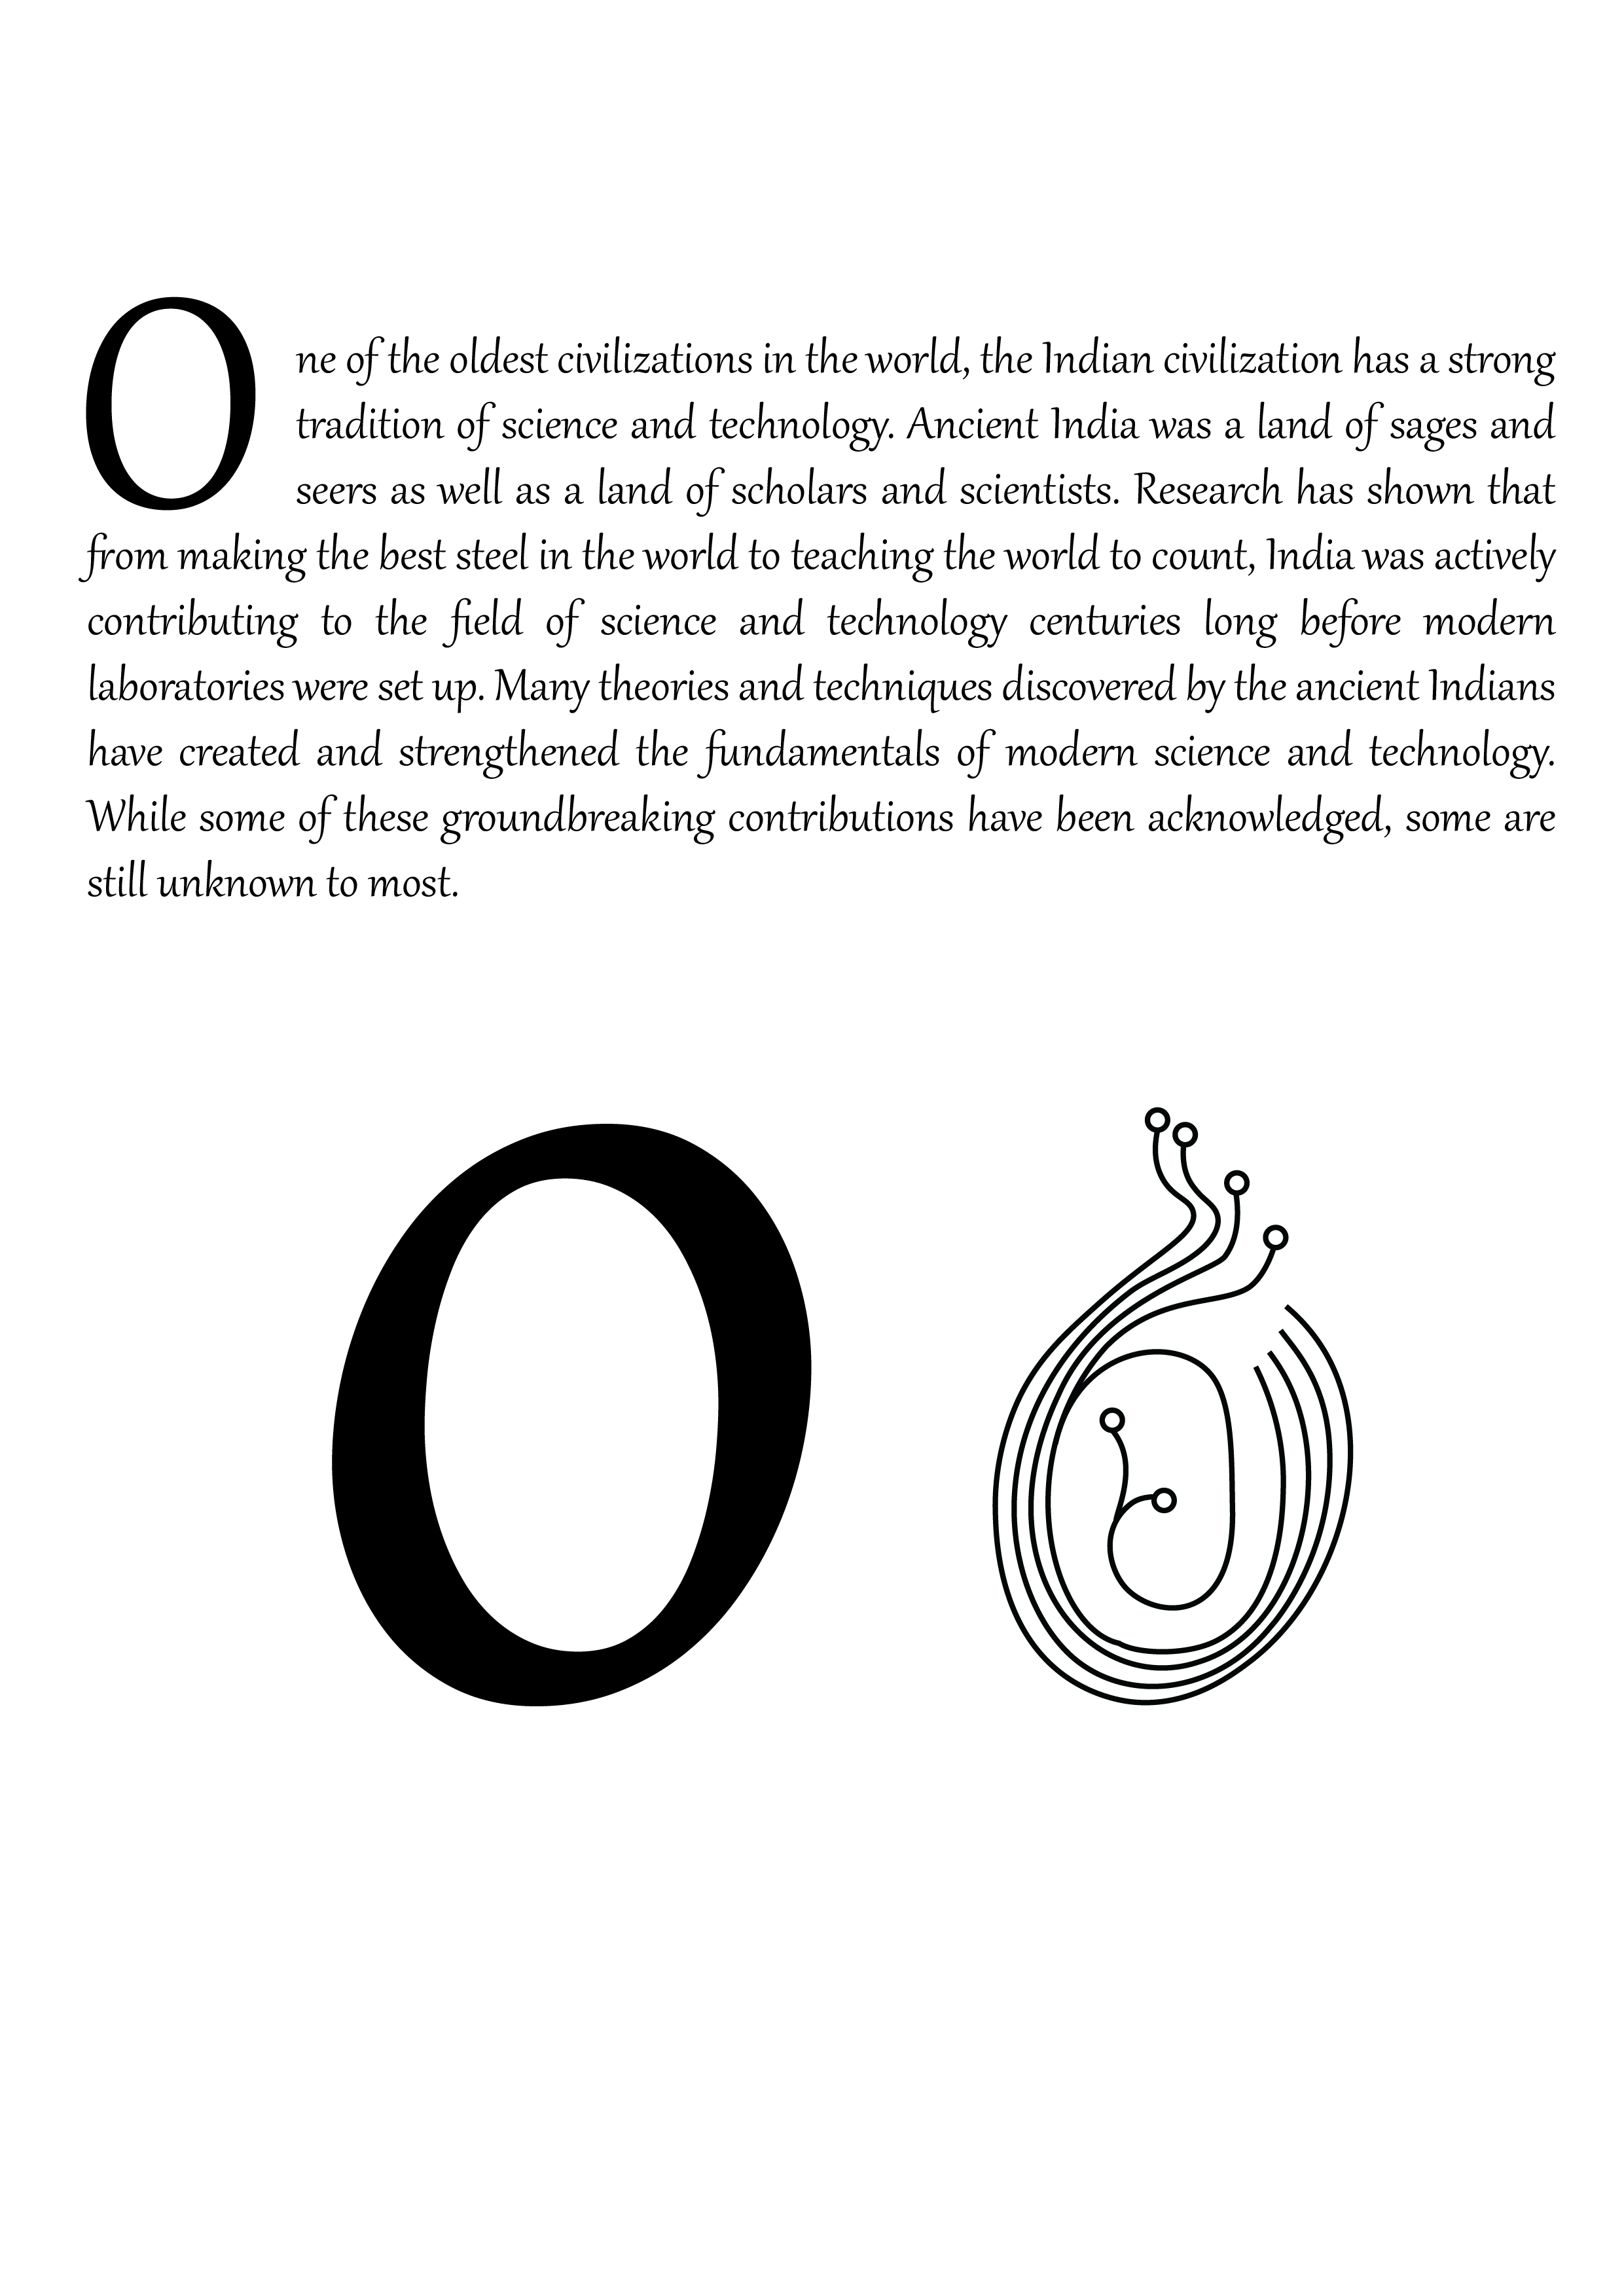 One of the oldest civilizations in the world, the Indian civilization has a strong
tradition of science and technology. Ancient India was a land of sages and
seers as well as a land of scholars and scientists. Research has shown that
from making the best steel in the world to teaching the world to count, India was actively
contributing to the field of science and technology centuries long before modern
laboratories were set up. Many theories and techniques discovered by the ancient Indians
have created and strengthened the fundamentals of modern science and technology.
While some of these groundbreaking contributions have been acknowledged, some are
still unknown to most.
O